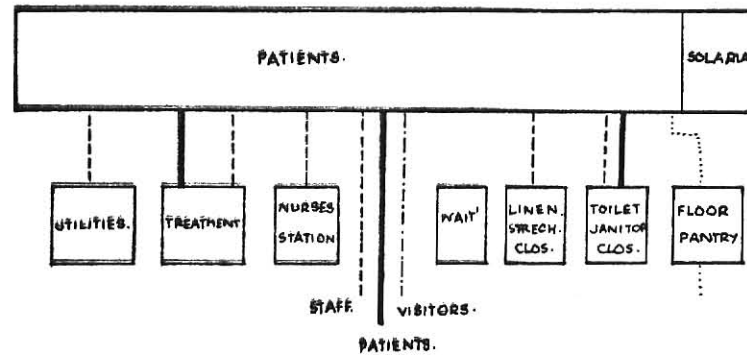 PATIENTS.
SOLARIA
UTILITIES.
TREATMENT
NURSES
STATION
WAIT'
LINEN.
STRECH.
CLOS.
TOILET
JANITOR
CLOS.
FLOOR
PANTRY
STAFF.
VISITORS.
PATIENTS.